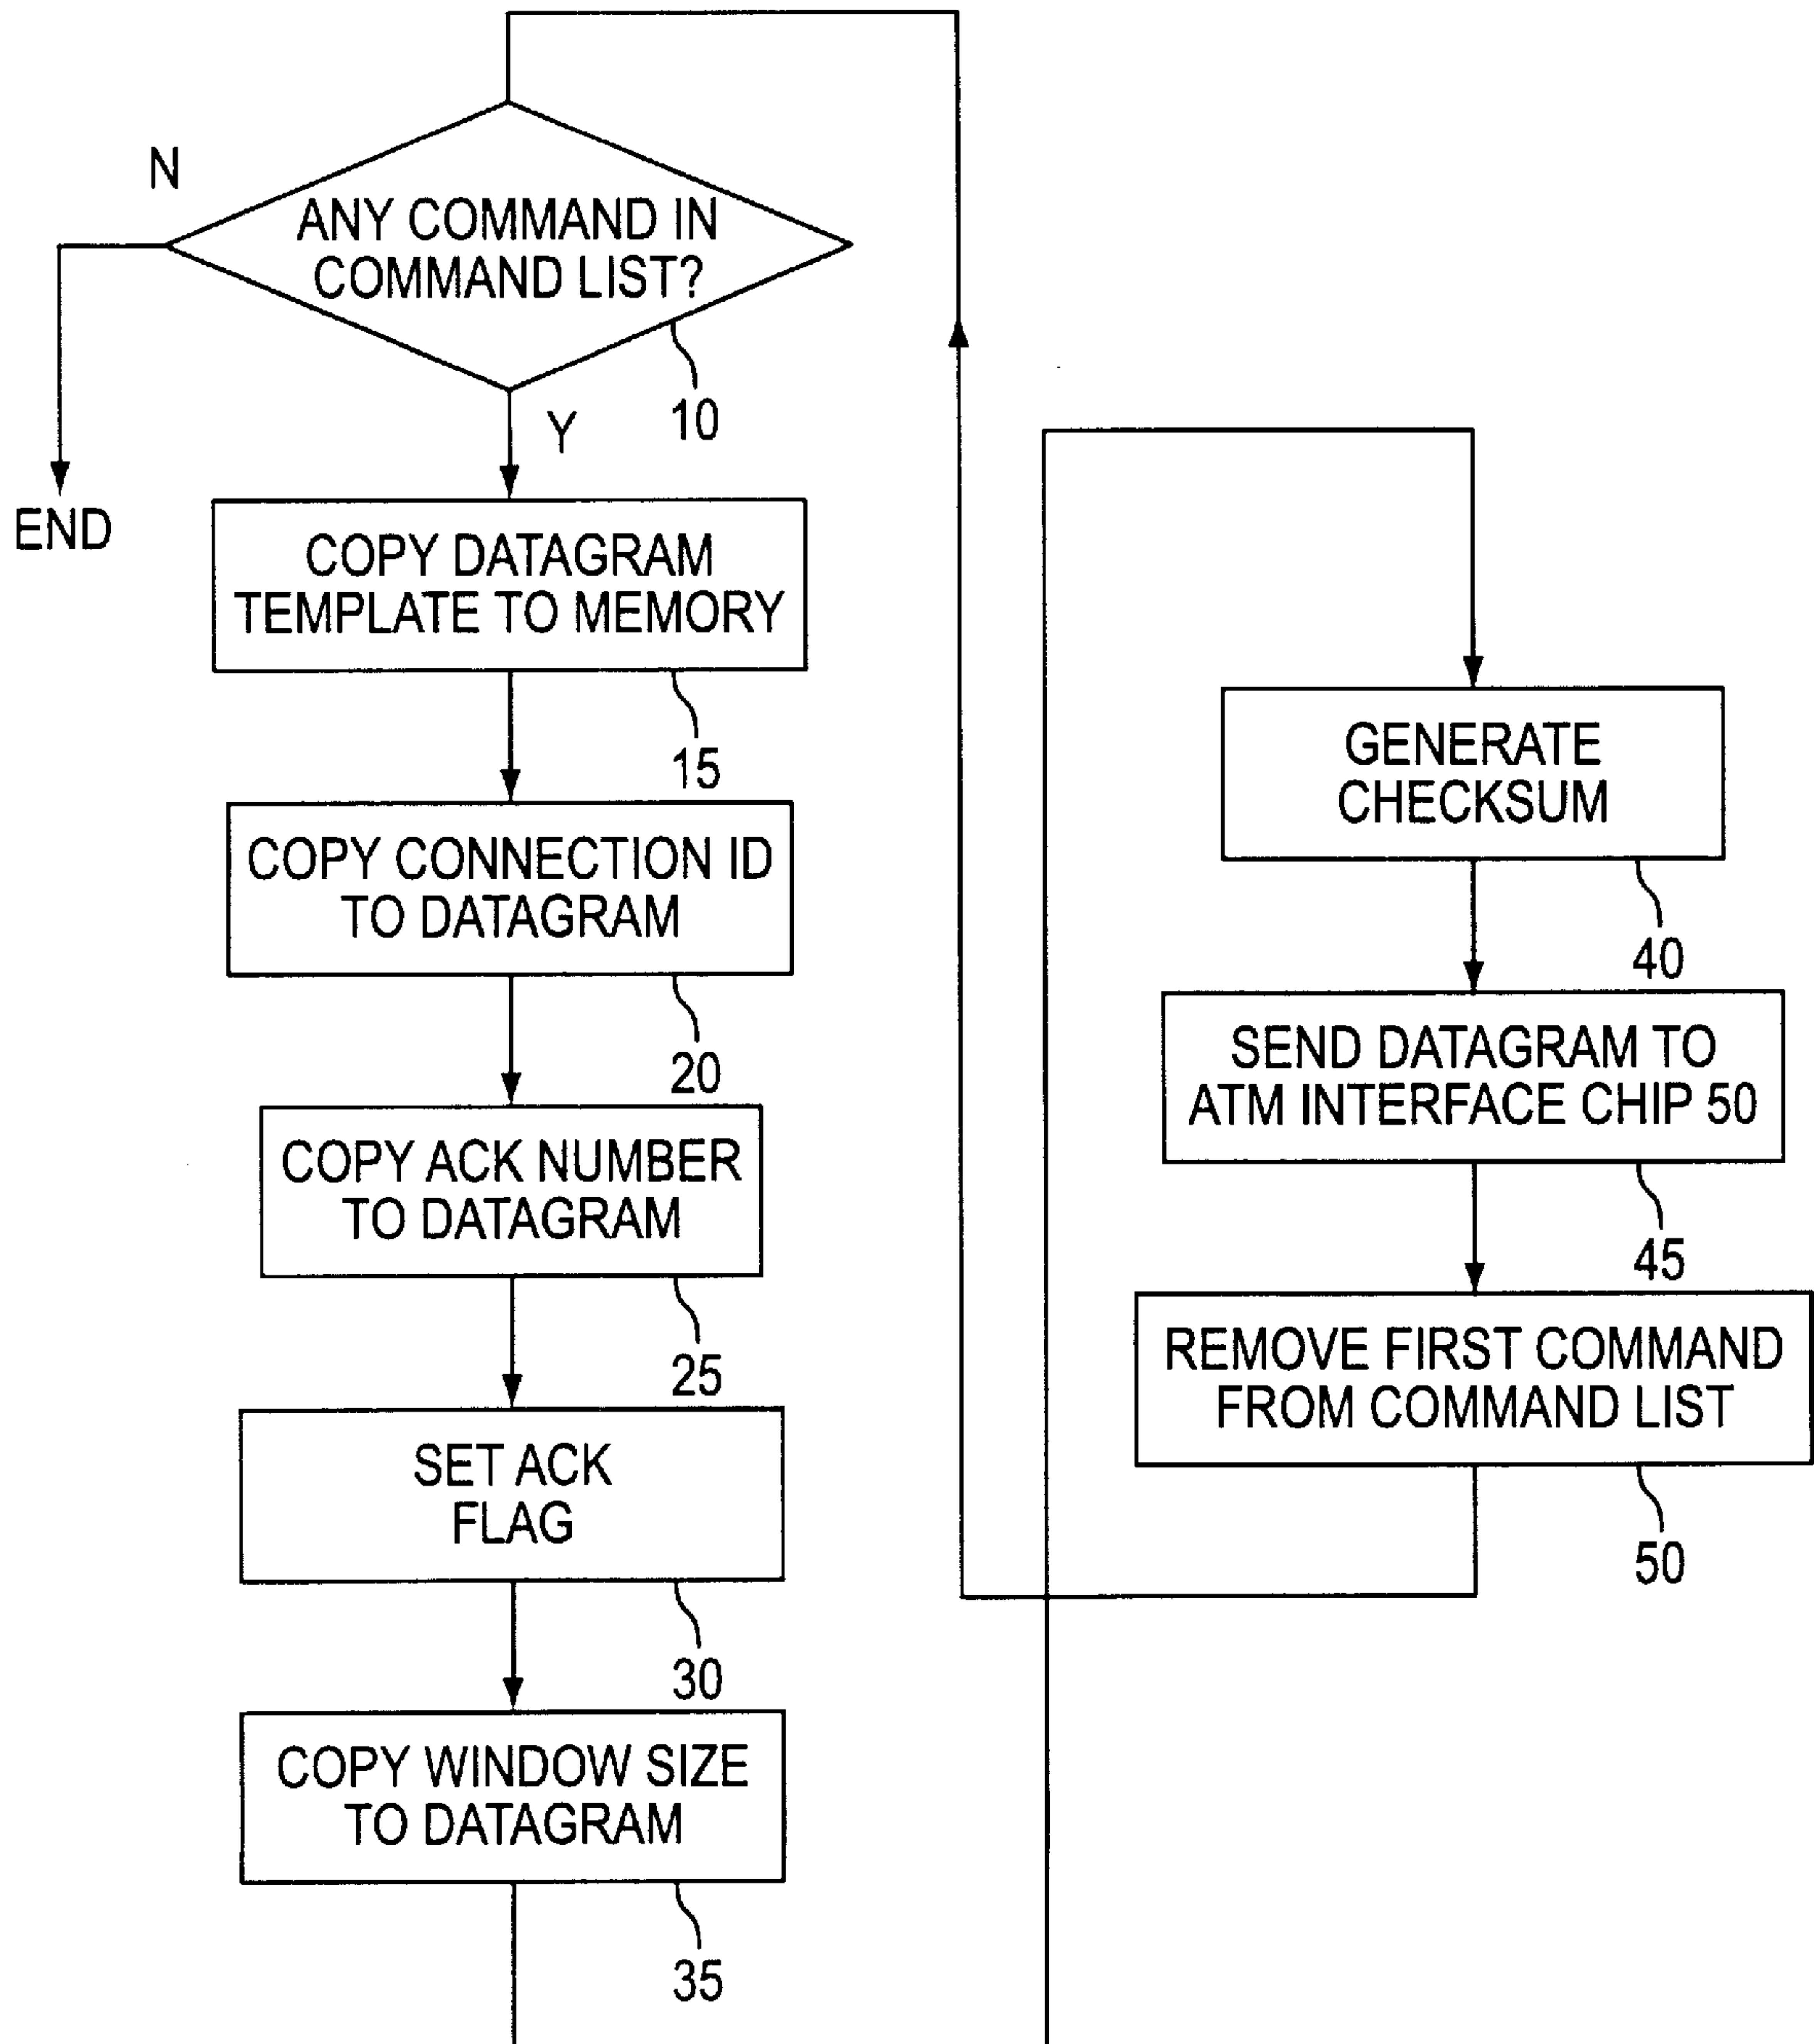 N
ANY COMMAND IN
COMMAND LIST?
10
Y
END
COPY DATAGRAM
TEMPLATE TO MEMORY
15
COPY CONNECTION ID
TO DATAGRAM
20
COPY ACK NUMBER
TO DATAGRAM
25
SET ACK
FLAG
30
COPY WINDOW SIZE
TO DATAGRAM
35
GENERATE
CHECKSUM
40
SEND DATAGRAM TO
ATM INTERFACE CHIP 50
45
REMOVE FIRST COMMAND
FROM COMMAND LIST
50